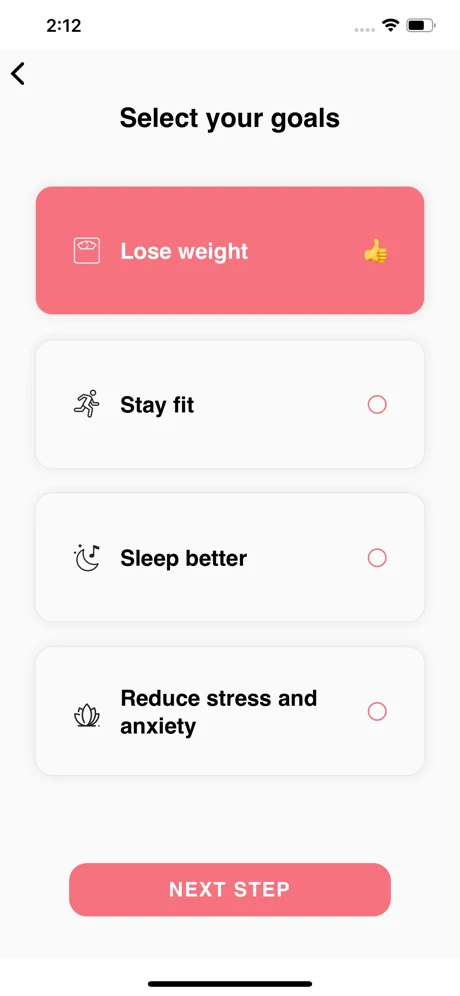 2:12
Select your goals
Lose weight
Stay fit
Sleep better
Reduce stress and
anxiety
NEXT STEP